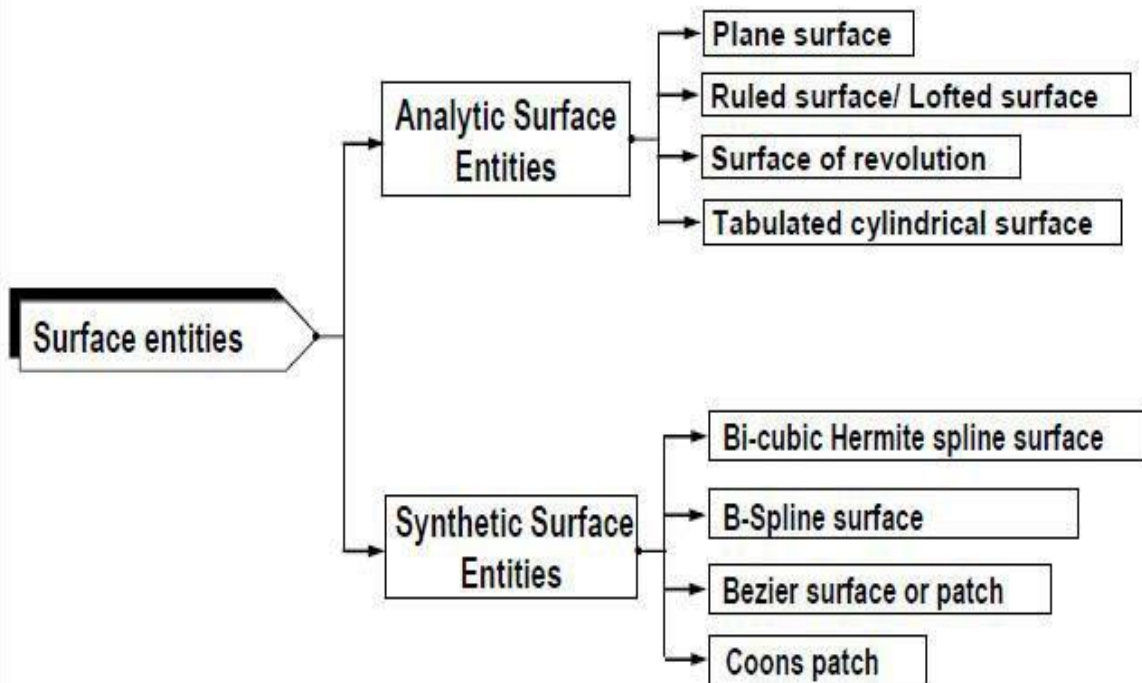 Surface entities
Analytic Surface
Entities
Plane surface
Ruled surface/ Lofted surface
Surface of revolution
Tabulated cylindrical surface
Synthetic Surface
Entities
Bi-cubic Hermite spline surface
B-Spline surface
Bezier surface or patch
Coons patch